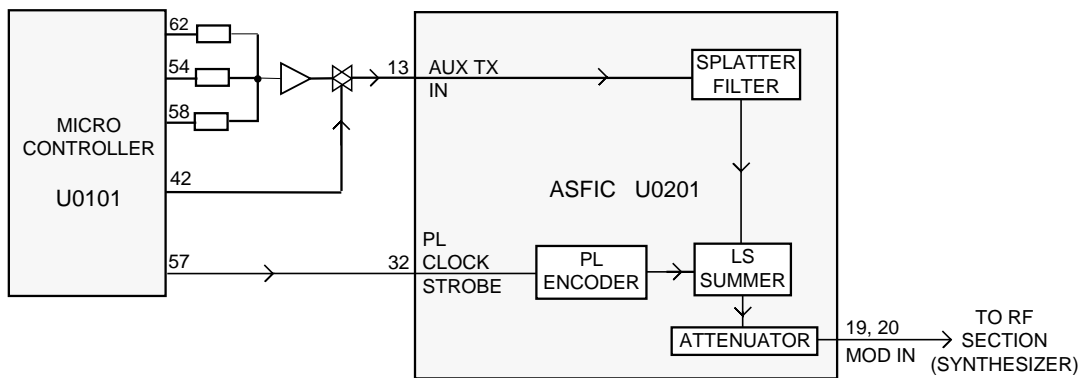 62
54
58
MICRO
CONTROLLER
U0101
42
57
13
AUX TX
IN
SPLATTER
FILTER
ASFIC U0201
32
PL
CLOCK
STROBE
PL
ENCODER
LS
SUMMER
ATTENUATOR
19, 20
MOD IN
TO RF
SECTION
(SYNTHESIZER)